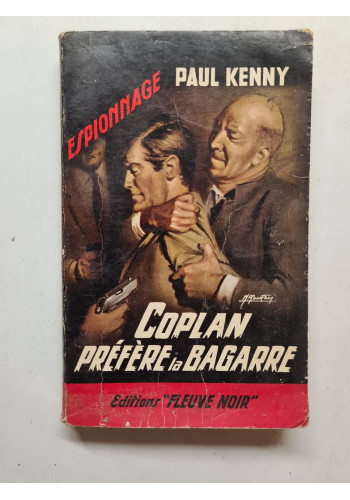 ESPIONNAGE
PAUL KENNY
COPLAN
PRÉFÈRE la BAGARRE
Editions "FLEUVE NOIR"